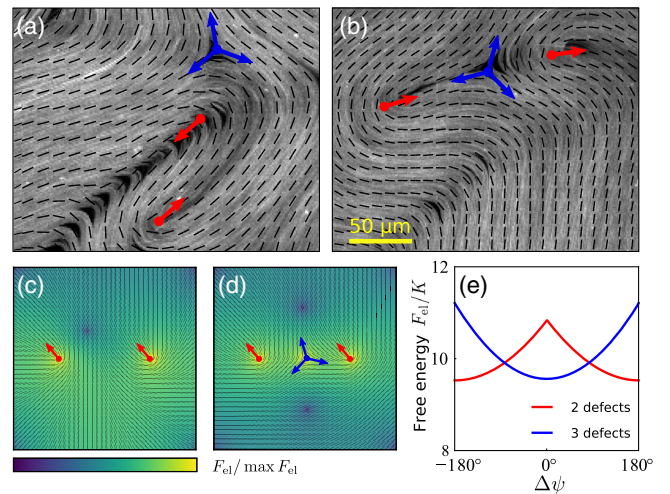 (a)
(b)
50 μm
(c)
(d)
(e)
Free energy F_el/K
12
10
8
2 defects
3 defects
−180° 0° 180°
Δψ
F_el/ max F_el